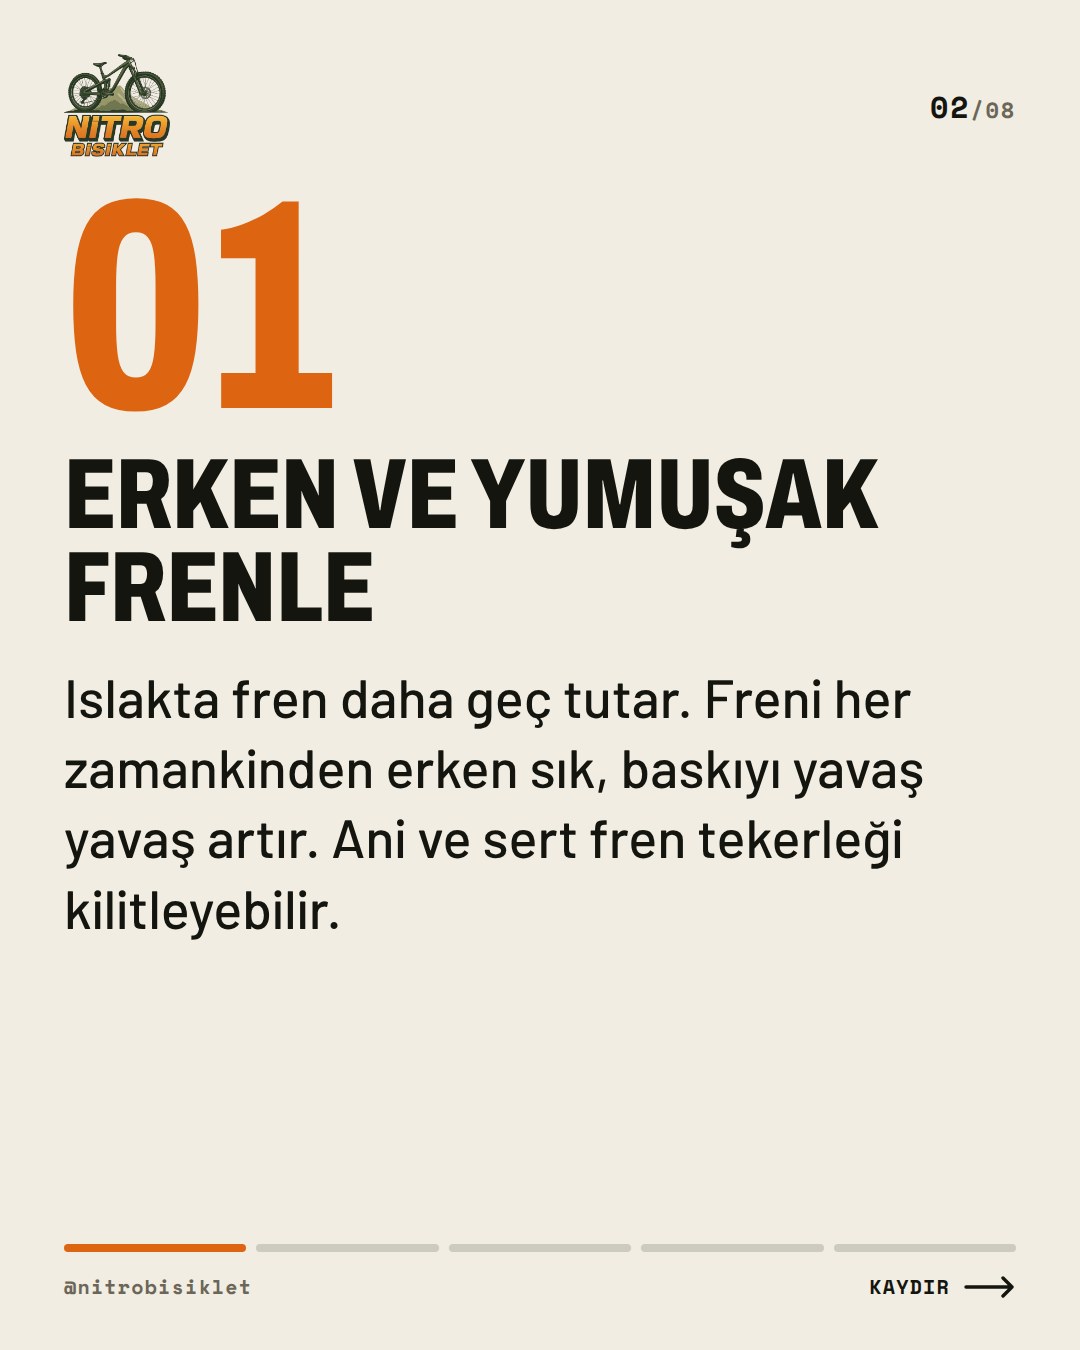 NiTRO
BISIKLET
02/08
01
ERKEN VE YUMUŞAK
FRENLE
Islakta fren daha geç tutar. Freni her
zamankinden erken sık, baskıyı yavaş
yavaş artır. Ani ve sert fren tekerleği
kilitleyebilir.
@nitrobisiklet
KAYDIR